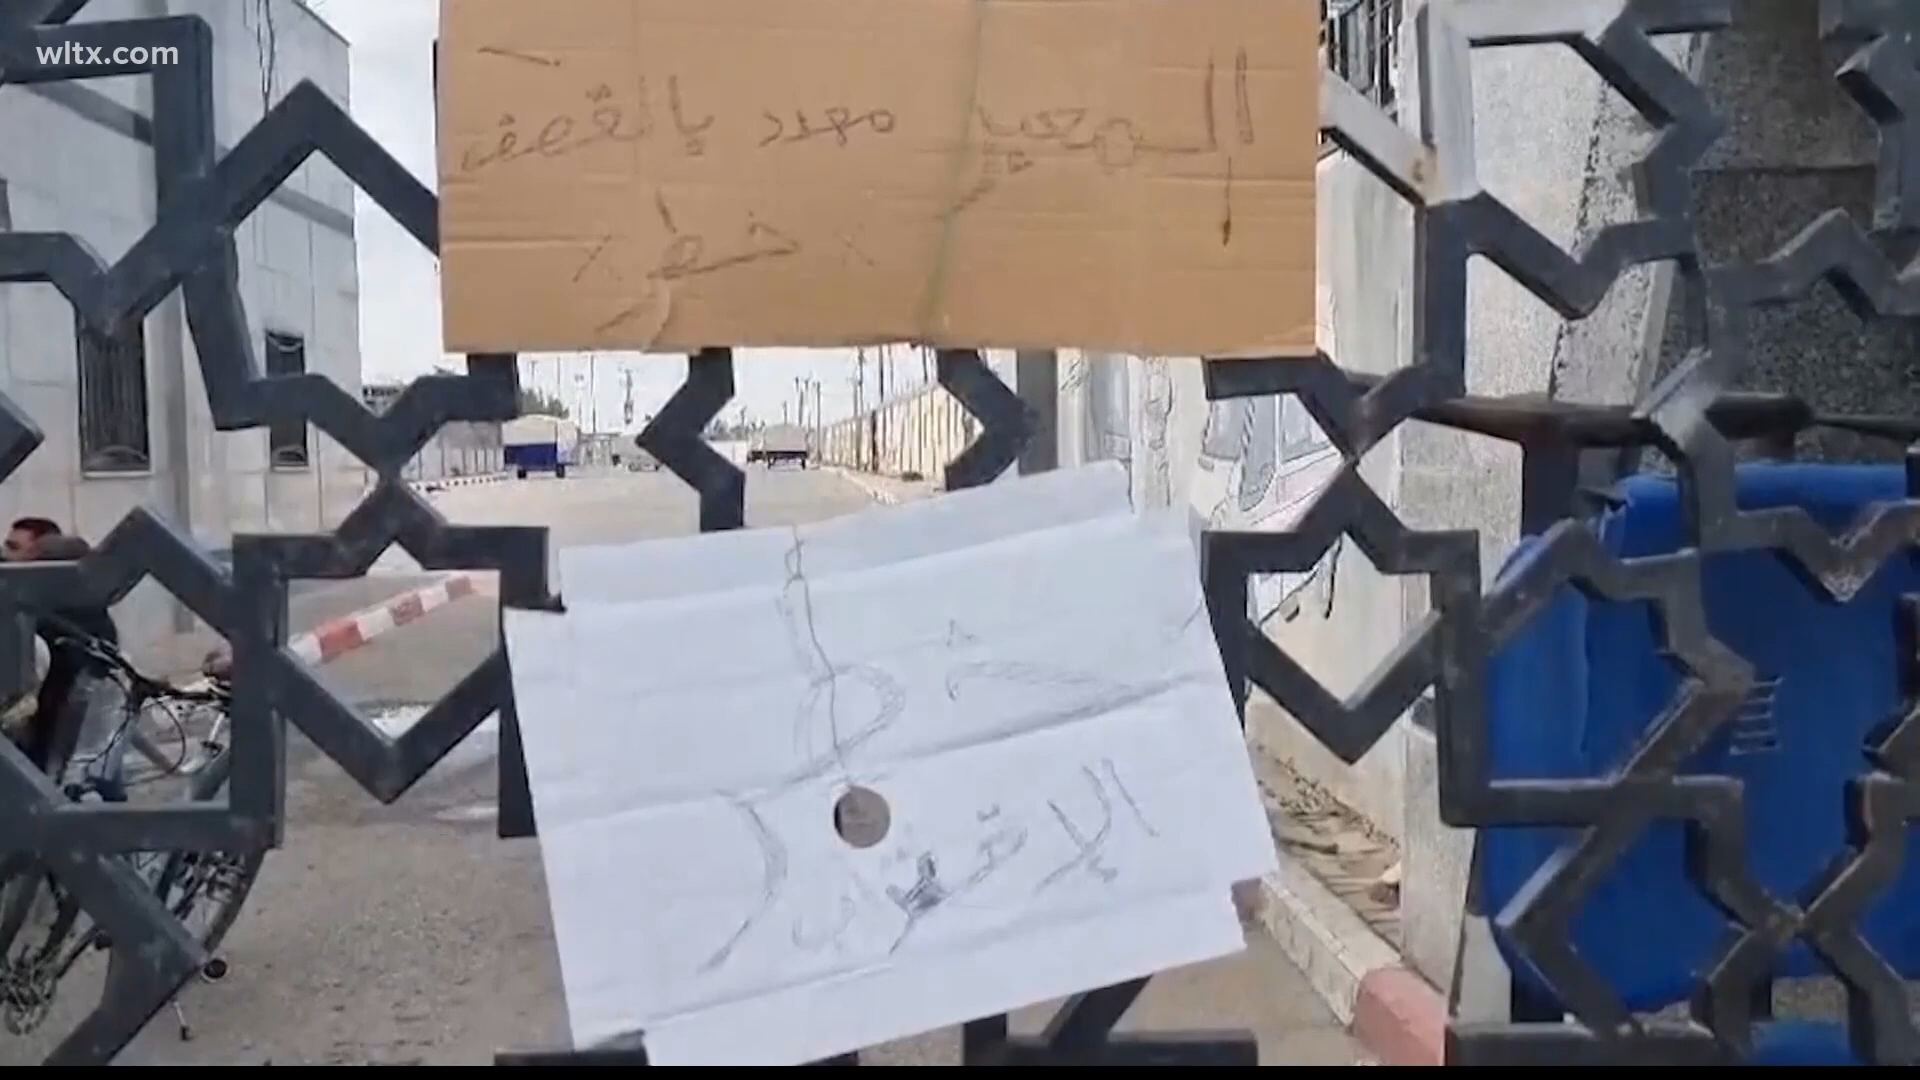 wltx.com
المعبر مهدد بالقصف
خطر
خطر
الاقتراب